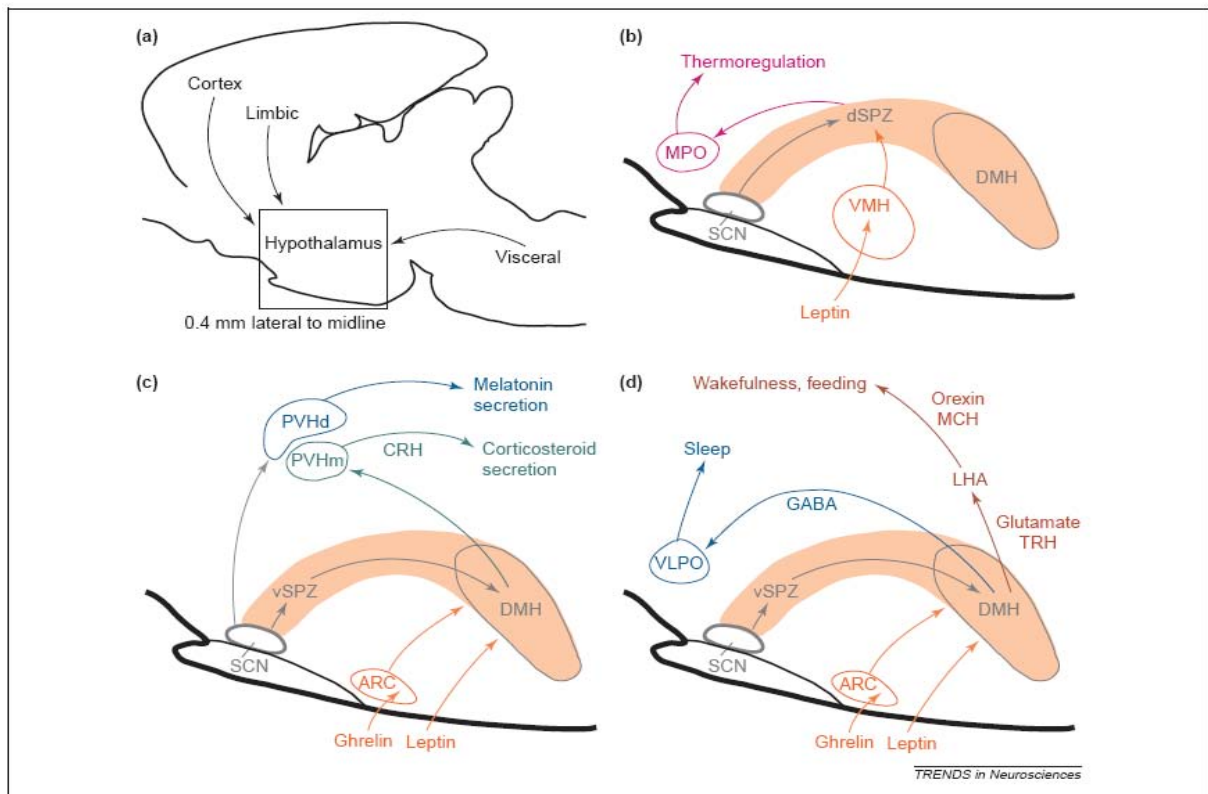 (a)
Cortex
Limbic
Hypothalamus
Visceral
0.4 mm lateral to midline
(b)
Thermoregulation
MPO
dSPZ
DMH
VMH
SCN
Leptin
(c)
Melatonin
secretion
PVHd
PVHm
CRH
Corticosteroid
secretion
vSPZ
DMH
SCN
ARC
Ghrelin
Leptin
(d)
Wakefulness, feeding
Orexin
MCH
Sleep
LHA
GABA
Glutamate
TRH
VLPO
vSPZ
DMH
SCN
ARC
Ghrelin
Leptin
TRENDS in Neurosciences